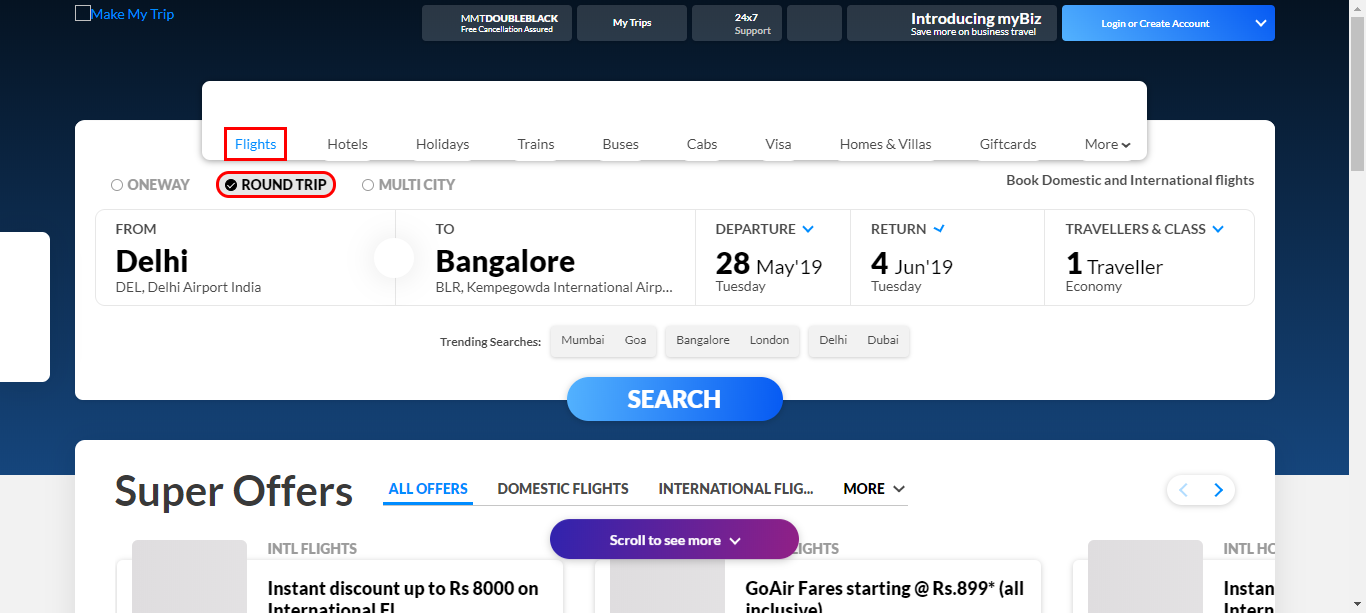 Make My Trip
MMTDOUBLEBLACK
Free Cancellation Assured
My Trips
24x7
Support
Introducing myBiz
Save more on business travel
Login or Create Account
Flights Hotels Holidays Trains Buses Cabs Visa Homes & Villas Giftcards More
ONEWAY ROUND TRIP MULTI CITY
Book Domestic and International flights
FROM
Delhi
DEL, Delhi Airport India
TO
Bangalore
BLR, Kempegowda International Airp...
DEPARTURE
28 May'19
Tuesday
RETURN
4 Jun'19
Tuesday
TRAVELLERS & CLASS
1 Traveller
Economy
Trending Searches: Mumbai Goa Bangalore London Delhi Dubai
SEARCH
Super Offers
ALL OFFERS DOMESTIC FLIGHTS INTERNATIONAL FLIG... MORE
Scroll to see more
INTL FLIGHTS
Instant discount up to Rs 8000 on
International Fl
IGHTS
GoAir Fares starting @ Rs.899* (all
inclusive)
INTL HO
Instan
Intern